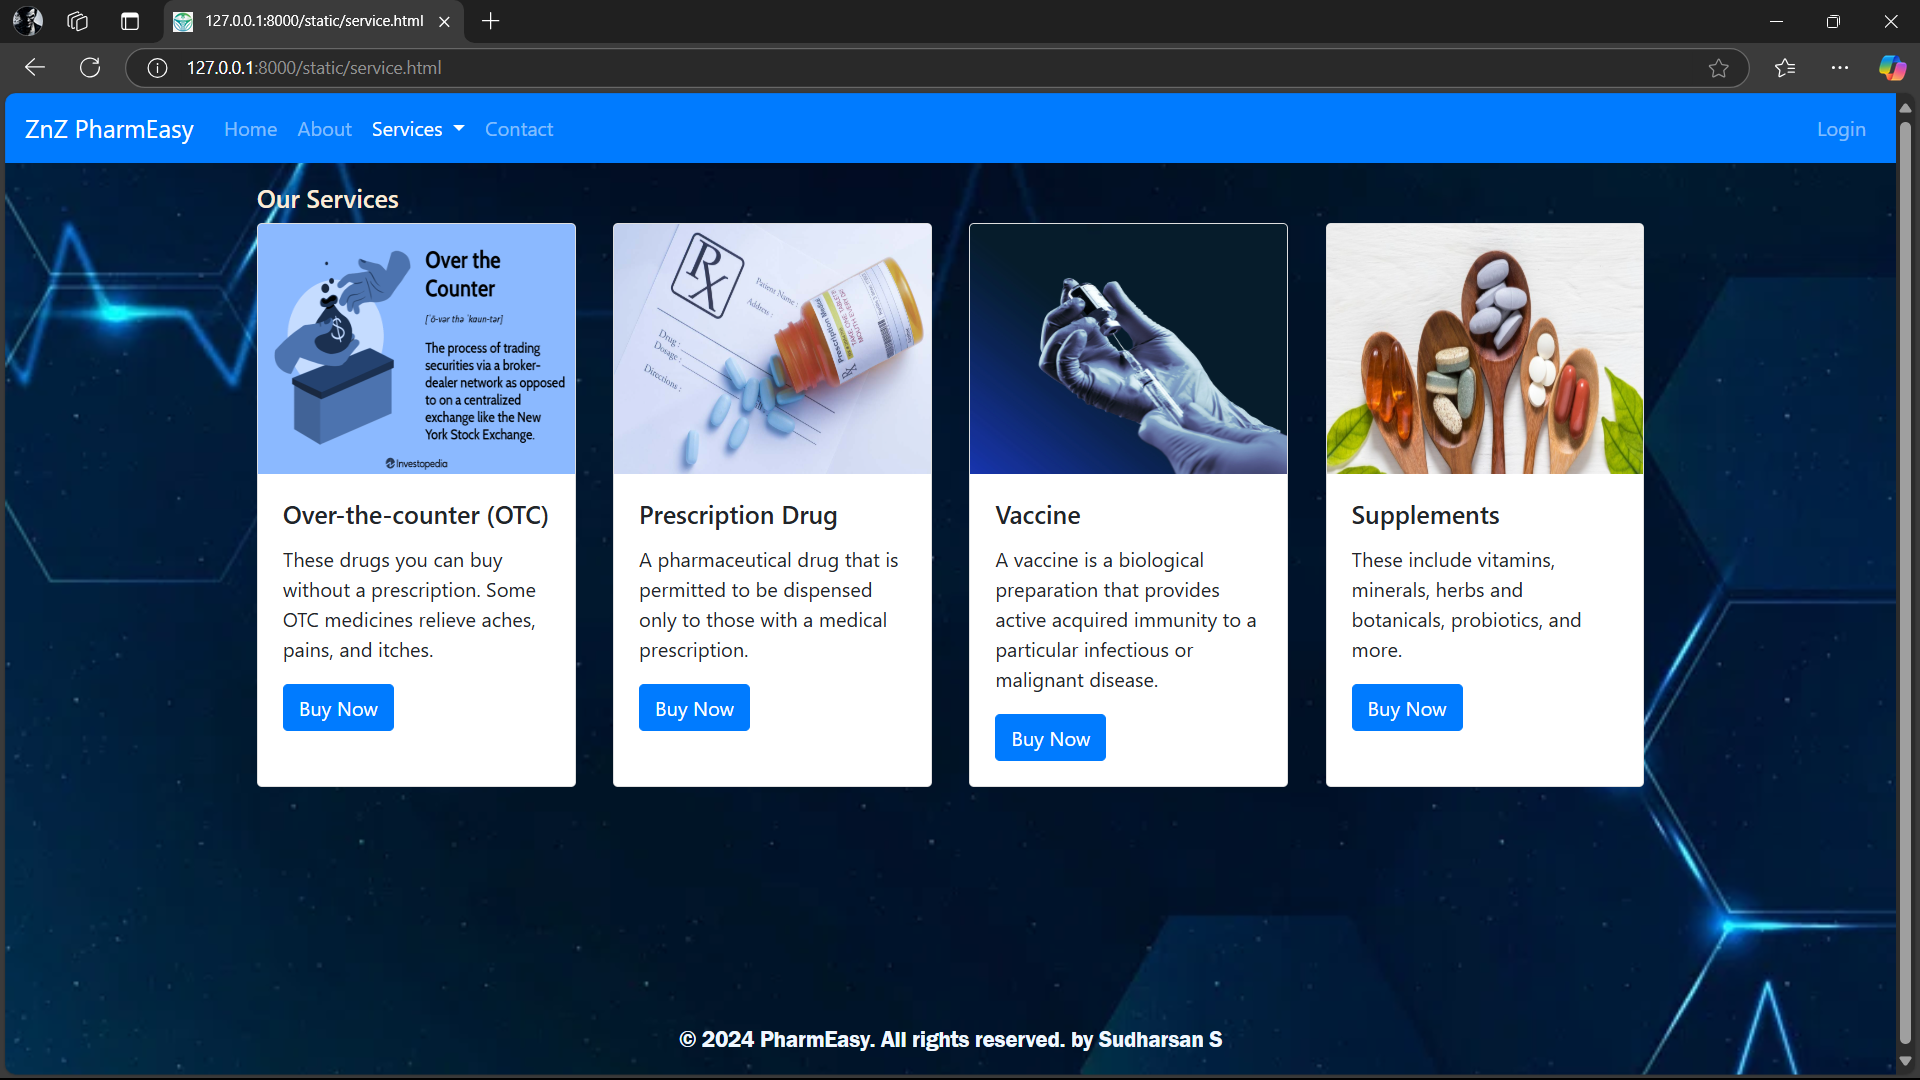 127.0.0.1:8000/static/service.html
127.0.0.1:8000/static/service.html
ZnZ PharmEasy Home About Services Contact Login
Our Services
Over the
Counter
[ˈō-vər thə ˈkaun-tər]
The process of trading
securities via a broker-
dealer network as opposed
to on a centralized
exchange like the New
York Stock Exchange.
Investopedia
RX
Patient Name :
Address :
Drug :
Dosage :
Directions :
Over-the-counter (OTC)
These drugs you can buy
without a prescription. Some
OTC medicines relieve aches,
pains, and itches.
Buy Now
Prescription Drug
A pharmaceutical drug that is
permitted to be dispensed
only to those with a medical
prescription.
Buy Now
Vaccine
A vaccine is a biological
preparation that provides
active acquired immunity to a
particular infectious or
malignant disease.
Buy Now
Supplements
These include vitamins,
minerals, herbs and
botanicals, probiotics, and
more.
Buy Now
© 2024 PharmEasy. All rights reserved. by Sudharsan S